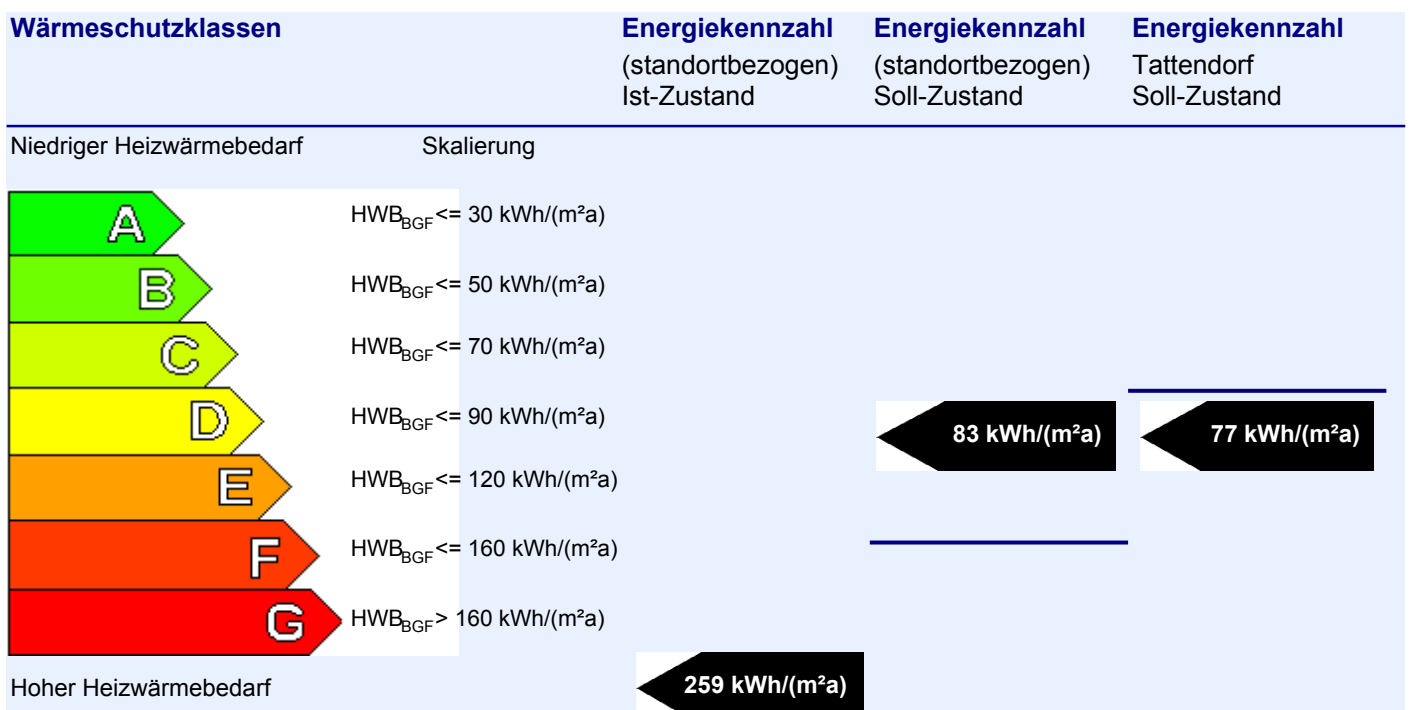 Wärmeschutzklassen Energiekennzahl Energiekennzahl Energiekennzahl
(standortbezogen) (standortbezogen) Tattendorf
Ist-Zustand Soll-Zustand Soll-Zustand
Niedriger Heizwärmebedarf Skalierung
A HWBBGF<= 30 kWh/(m²a)
B HWBBGF<= 50 kWh/(m²a)
C HWBBGF<= 70 kWh/(m²a)
D HWBBGF<= 90 kWh/(m²a) 83 kWh/(m²a) 77 kWh/(m²a)
E HWBBGF<= 120 kWh/(m²a)
F HWBBGF<= 160 kWh/(m²a)
G HWBBGF> 160 kWh/(m²a)
Hoher Heizwärmebedarf 259 kWh/(m²a)